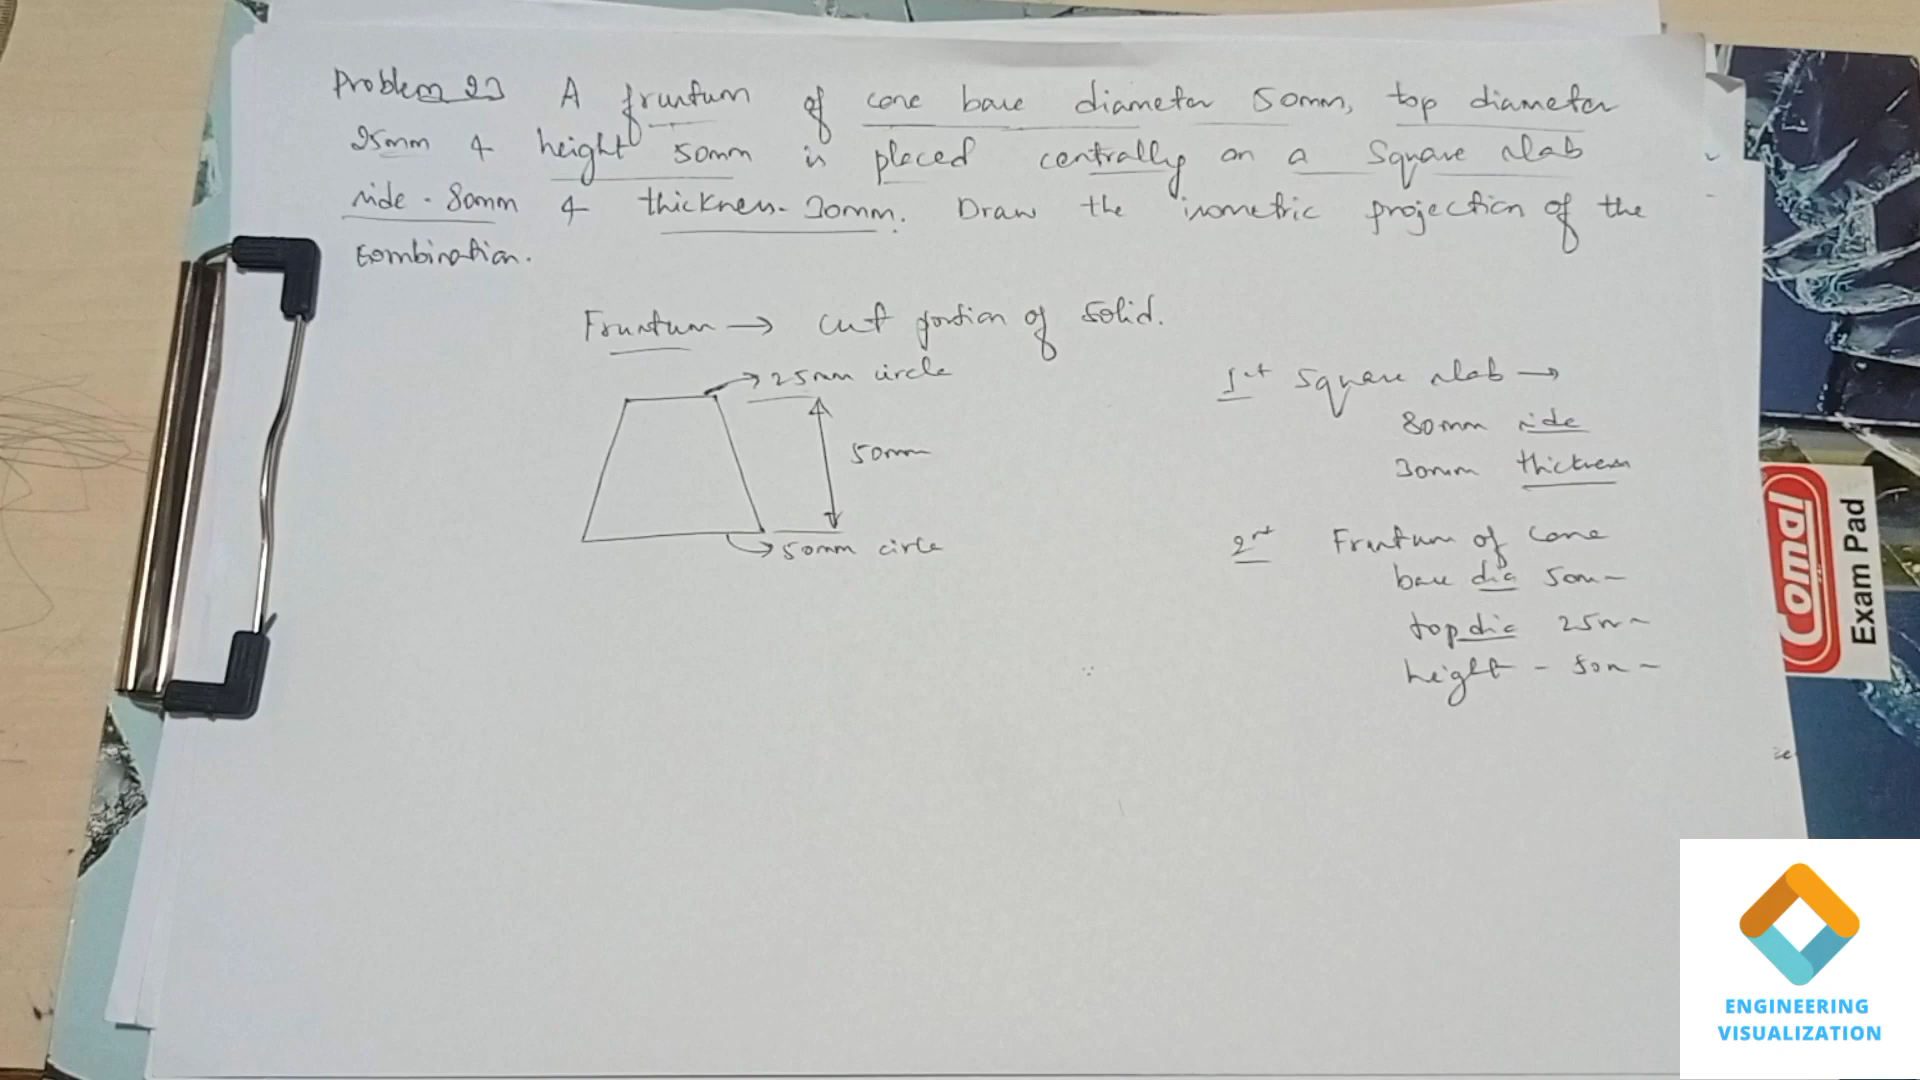 Problem 23 A frustum of cone base diameter 50mm, top diameter
25mm & height 50mm is placed centrally on a square slab
side - 80mm & thickness - 30mm. Draw the isometric projection of the
combination.
Frustum → cut portion of solid.
→ 25mm circle
50mm
→ 50mm circle
1st Square slab →
80mm side
30mm thickness
2nd Frustum of cone
base dia 50m
top dia 25m
height - 50m
Comal
Exam Pad
ENGINEERING
VISUALIZATION